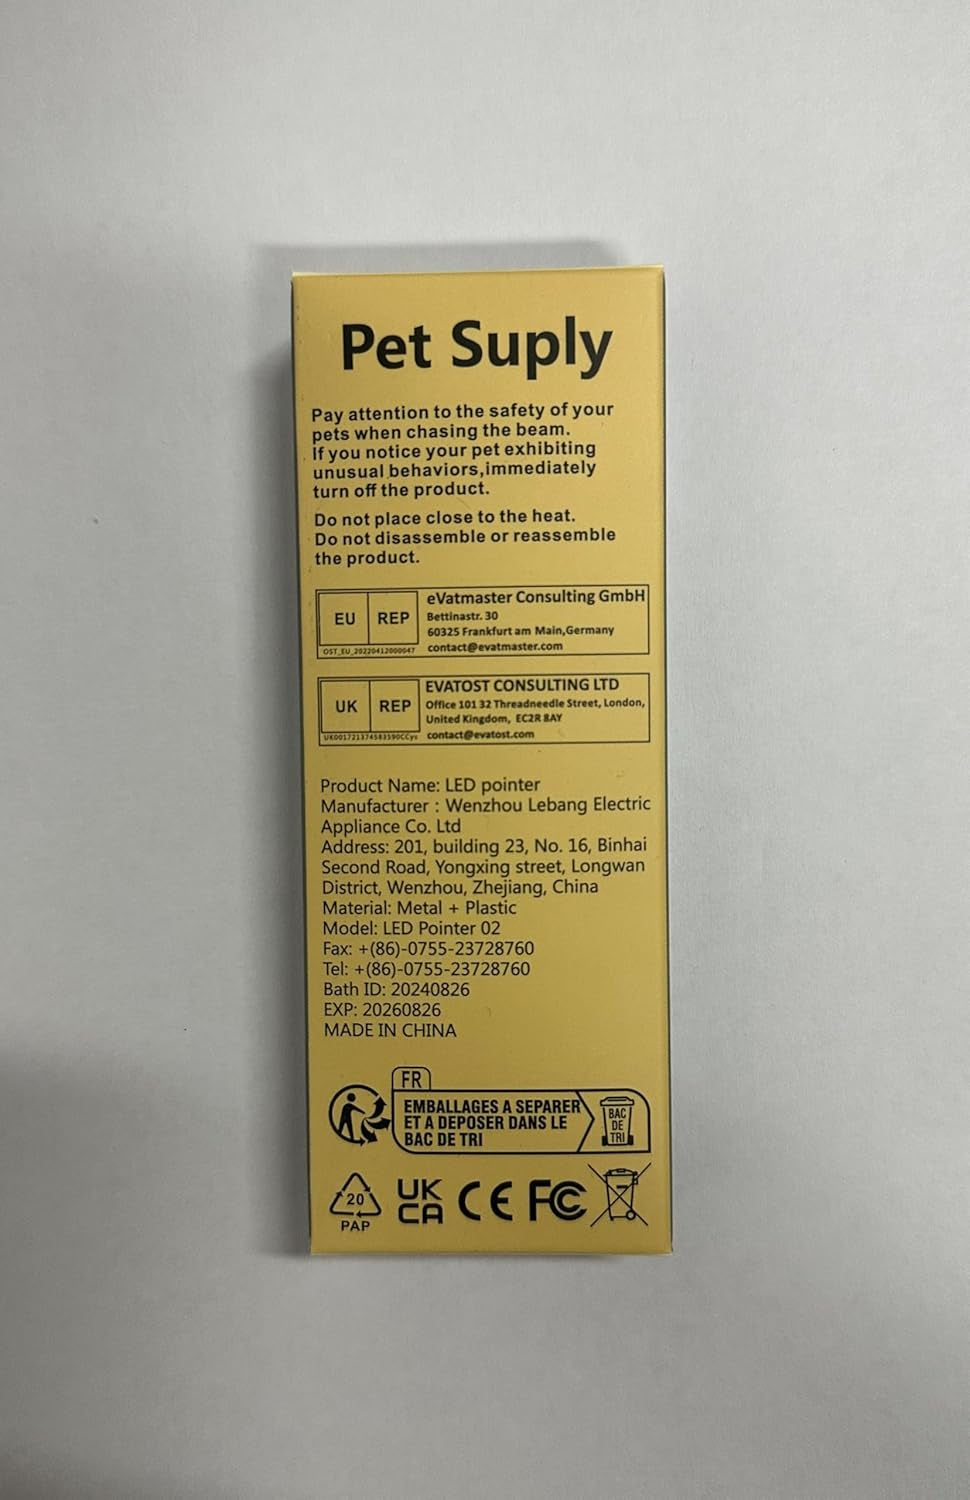 Pet Suply
Pay attention to the safety of your
pets when chasing the beam.
If you notice your pet exhibiting
unusual behaviors,immediately
turn off the product.
Do not place close to the heat.
Do not disassemble or reassemble
the product.
EU REP
OST_EU_20220412000047
eVatmaster Consulting GmbH
Bettinastr. 30
60325 Frankfurt am Main,Germany
contact@evatmaster.com
UK REP
EVATOST CONSULTING LTD
Office 101 32 Threadneedle Street, London,
United Kingdom, EC2R 8AY
contact@evatost.com
Product Name: LED pointer
Manufacturer : Wenzhou Lebang Electric
Appliance Co. Ltd
Address: 201, building 23, No. 16, Binhai
Second Road, Yongxing street, Longwan
District, Wenzhou, Zhejiang, China
Material: Metal + Plastic
Model: LED Pointer 02
Fax: +(86)-0755-23728760
Tel: +(86)-0755-23728760
Bath ID: 20240826
EXP: 20260826
MADE IN CHINA
FR
EMBALLAGES A SEPARER
ET A DEPOSER DANS LE
BAC DE TRI
BAC
DE
TRI
20
PAP
UK
CA
CE
FC